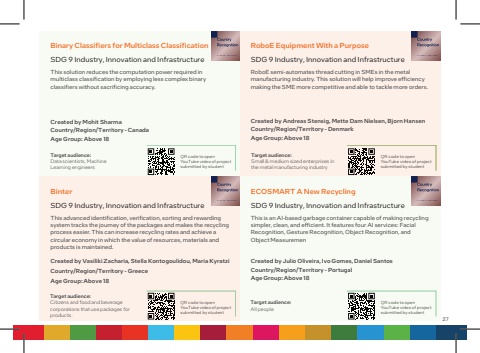 Binary Classifiers for Multiclass Classification
Country
Recognition
SDG 9 Industry, Innovation and Infrastructure
This solution reduces the computation power required in
multiclass classification by employing less complex binary
classifiers without sacrificing accuracy.
Created by Mohit Sharma
Country/Region/Territory - Canada
Age Group: Above 18
Target audience:
Data scientists, Machine
Learning engineers
QR code to open
YouTube video of project
submitted by student
RoboE Equipment With a Purpose
Country
Recognition
SDG 9 Industry, Innovation and Infrastructure
RoboE semi-automates thread cutting in SMEs in the metal
manufacturing industry. This solution will help improve efficiency
making the SME more competitive and able to tackle more orders.
Created by Andreas Stensig, Mette Dam Nielsen, Bjorn Hansen
Country/Region/Territory - Denmark
Age Group: Above 18
Target audience:
Small & medium sized enterprises in
the metal manufacturing industry
QR code to open
YouTube video of project
submitted by student
Binter
Country
Recognition
SDG 9 Industry, Innovation and Infrastructure
This advanced identification, verification, sorting and rewarding
system tracks the journey of the packages and makes the recycling
process easier. This can increase recycling rates and achieve a
circular economy in which the value of resources, materials and
products is maintained.
Created by Vasiliki Zacharia, Stella Kontogoulidou, Maria Kyratzi
Country/Region/Territory - Greece
Age Group: Above 18
Target audience:
Citizens and food and beverage
corporations that use packages for
products
QR code to open
YouTube video of project
submitted by student
ECOSMART A New Recycling
Country
Recognition
SDG 9 Industry, Innovation and Infrastructure
This is an AI-based garbage container capable of making recycling
simpler, clean, and efficient. It features four AI services: Facial
Recognition, Gesture Recognition, Object Recognition, and
Object Measuremen
Created by Julio Oliveira, Ivo Gomes, Daniel Santos
Country/Region/Territory - Portugal
Age Group: Above 18
Target audience:
All people
QR code to open
YouTube video of project
submitted by student
27